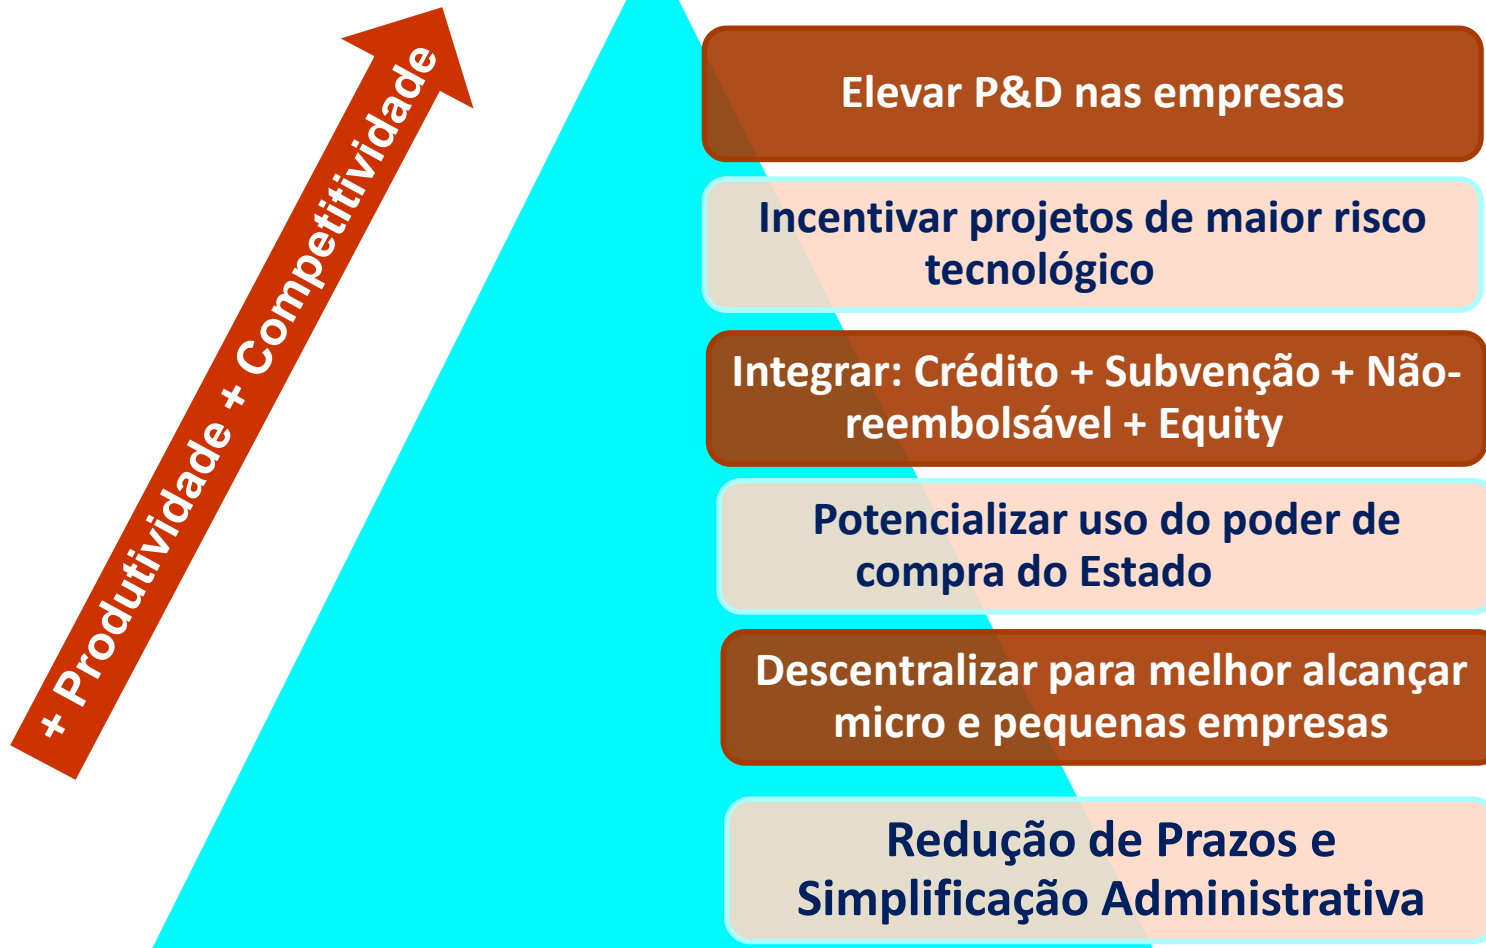 + Produtividade + Competitividade
Elevar P&D nas empresas
Incentivar projetos de maior risco
tecnológico
Integrar: Crédito + Subvenção + Não-
reembolsável + Equity
Potencializar uso do poder de
compra do Estado
Descentralizar para melhor alcançar
micro e pequenas empresas
Redução de Prazos e
Simplificação Administrativa